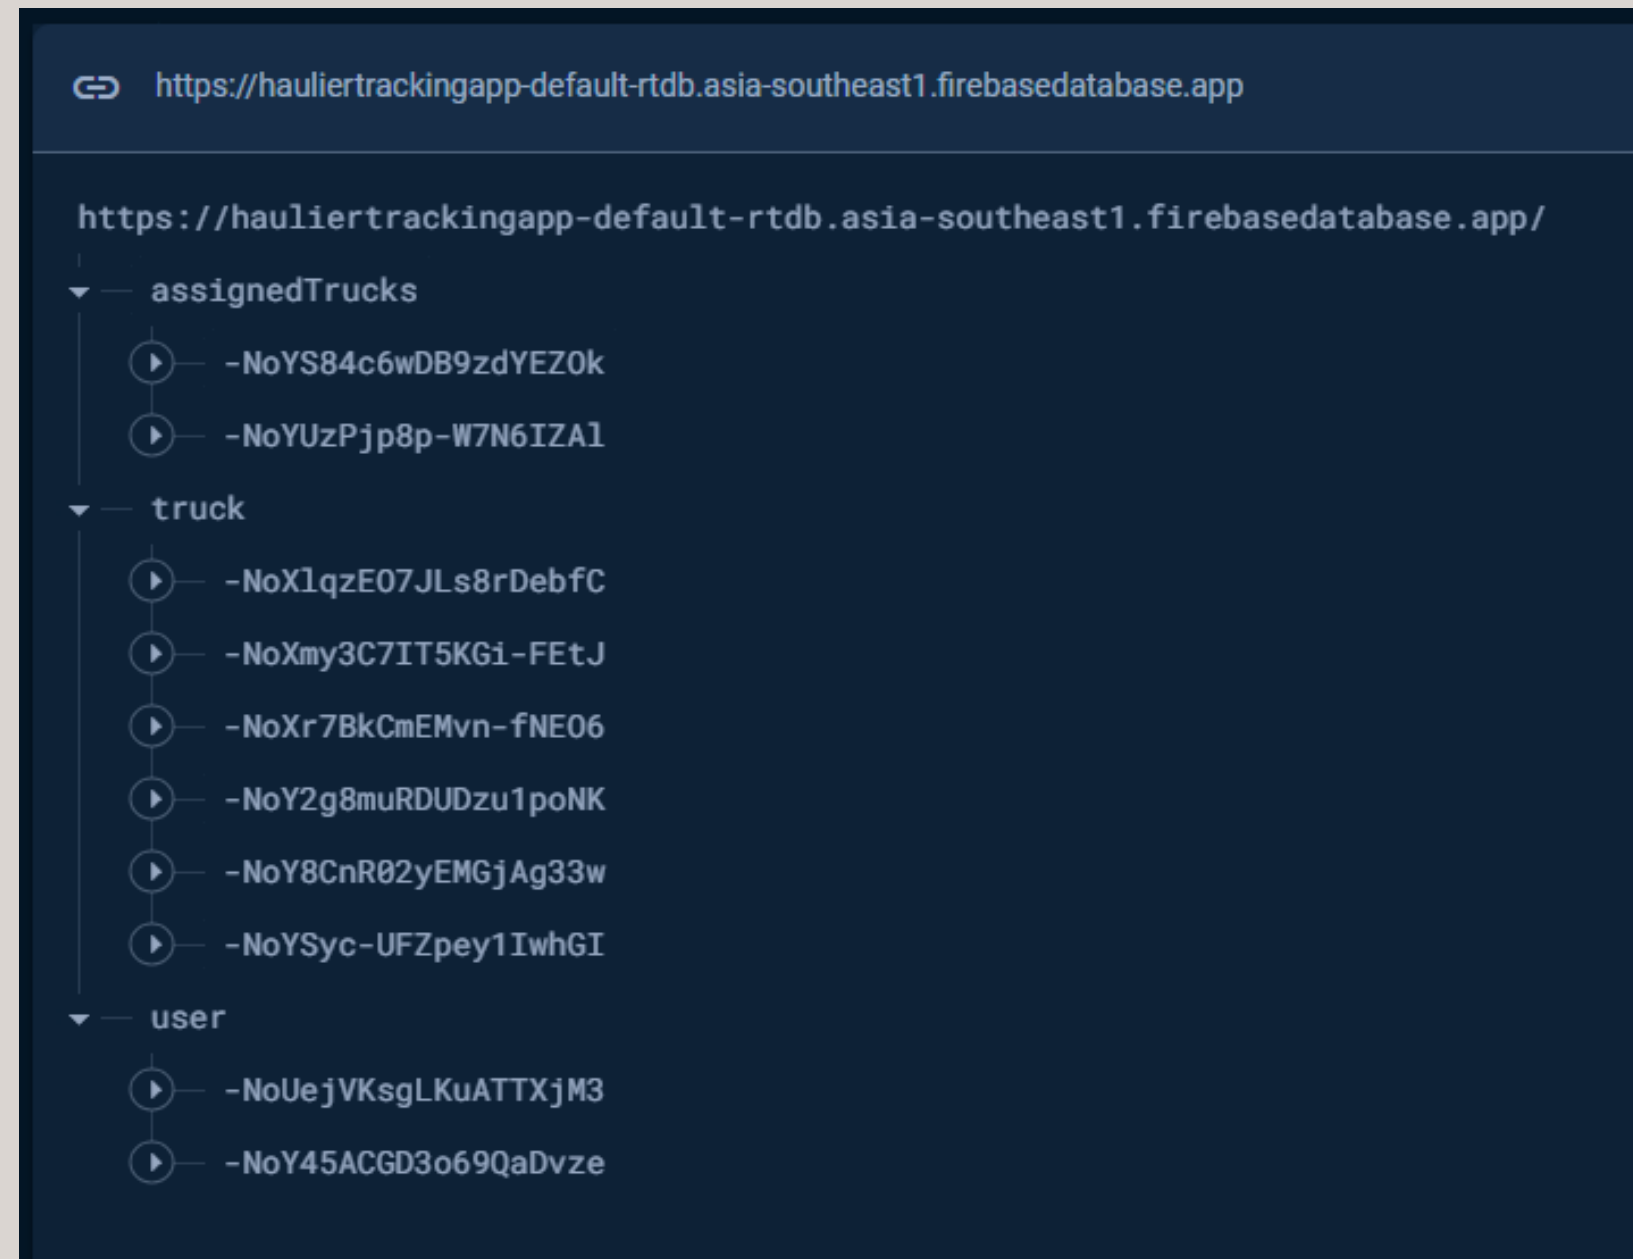 https://hauliertrackingapp-default-rtdb.asia-southeast1.firebasedatabase.app
https://hauliertrackingapp-default-rtdb.asia-southeast1.firebasedatabase.app/
assignedTrucks
-NoYS84c6wDB9zdYEZOk
-NoYUzPjp8p-W7N6IZAl
truck
-NoXlqzEO7JLs8rDebfC
-NoXmy3C7IT5KGi-FEtJ
-NoXr7BkCmEMvn-fNEO6
-NoY2g8muRDUDzu1poNK
-NoY8CnR02yEMGjAg33w
-NoYSyc-UFZpey1IwhGI
user
-NoUejVKsgLKuATTXjM3
-NoY45ACGD3o69QaDvze